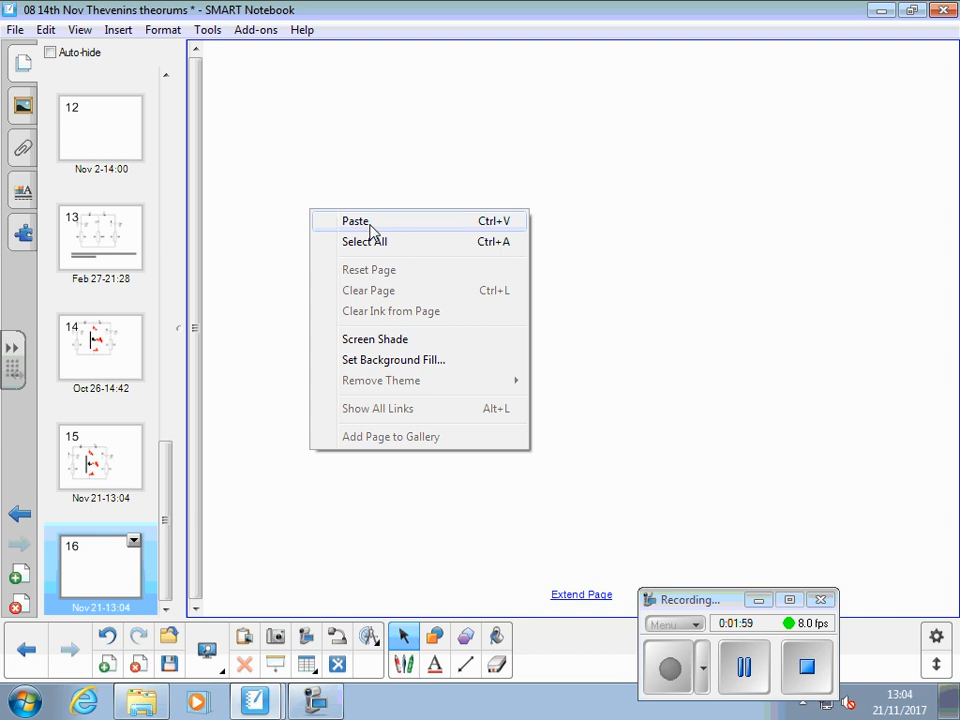 08 14th Nov Thevenins theorums * - SMART Notebook
File Edit View Insert Format Tools Add-ons Help
Auto-hide
12
Nov 2-14:00
13
Feb 27-21:28
14
Oct 26-14:42
15
Nov 21-13:04
16
Nov 21-13:04
Paste Ctrl+V
Select All Ctrl+A
Reset Page
Clear Page Ctrl+L
Clear Ink from Page
Screen Shade
Set Background Fill...
Remove Theme
Show All Links Alt+L
Add Page to Gallery
Extend Page
Recording...
Menu 0:01:59 8.0 fps
13:04
21/11/2017